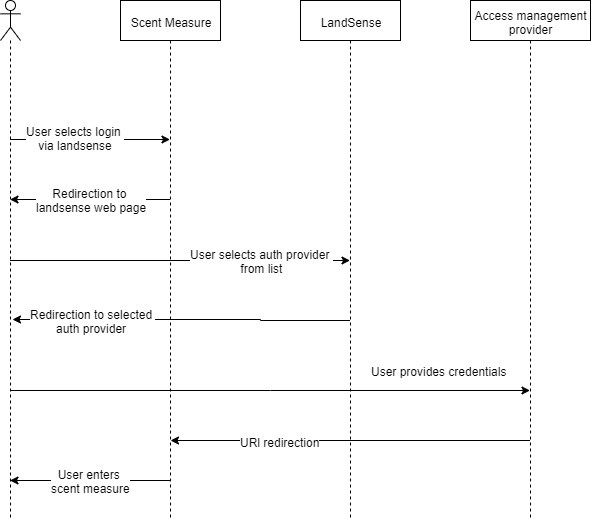 Scent Measure
LandSense
Access management
provider
User selects login
via landsense
Redirection to
landsense web page
User selects auth provider
from list
Redirection to selected
auth provider
User provides credentials
URI redirection
User enters
scent measure